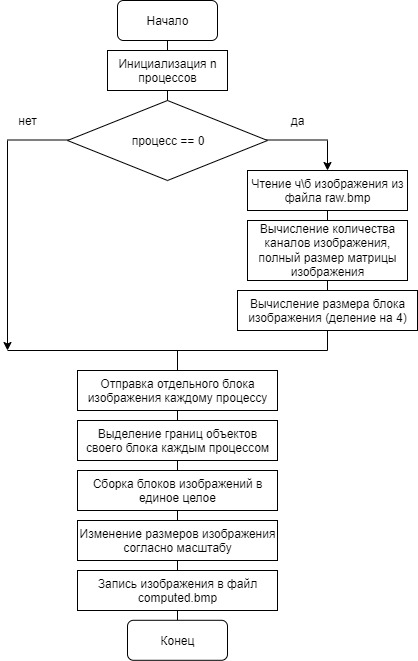 Начало
Инициализация n
процессов
нет
да
процесс == 0
Чтение ч\б изображения из
файла raw.bmp
Вычисление количества
каналов изображения,
полный размер матрицы
изображения
Вычисление размера блока
изображения (деление на 4)
Отправка отдельного блока
изображения каждому процессу
Выделение границ объектов
своего блока каждым процессом
Сборка блоков изображений в
единое целое
Изменение размеров изображения
согласно масштабу
Запись изображения в файл
computed.bmp
Конец